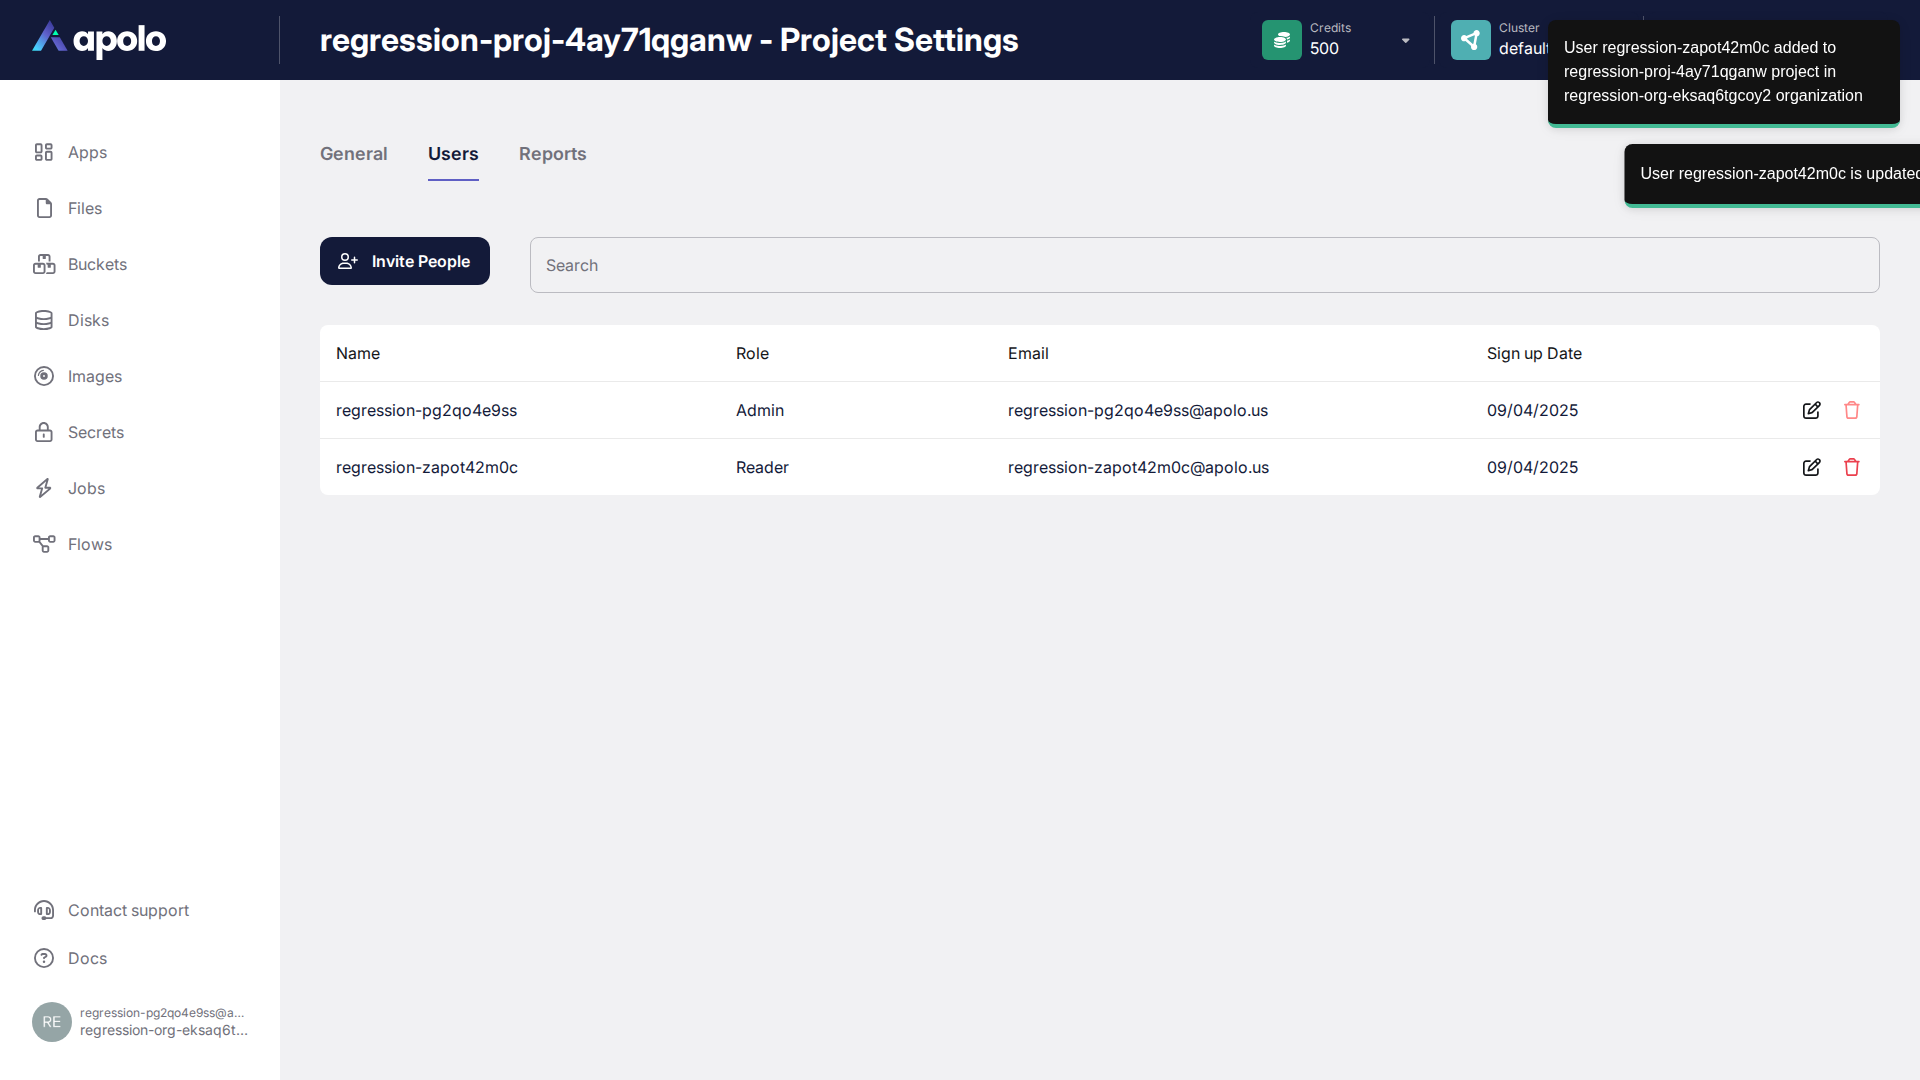 apolo
regression-proj-4ay71qganw - Project Settings
Credits
500
Cluster
default
User regression-zapot42m0c added to
regression-proj-4ay71qganw project in
regression-org-eksaq6tgcoy2 organization
User regression-zapot42m0c is updated
Apps
Files
Buckets
Disks
Images
Secrets
Jobs
Flows
General
Users
Reports
Invite People
Search
Name
Role
Email
Sign up Date
regression-pg2qo4e9ss
Admin
regression-pg2qo4e9ss@apolo.us
09/04/2025
regression-zapot42m0c
Reader
regression-zapot42m0c@apolo.us
09/04/2025
Contact support
Docs
RE
regression-pg2qo4e9ss@a...
regression-org-eksaq6t...